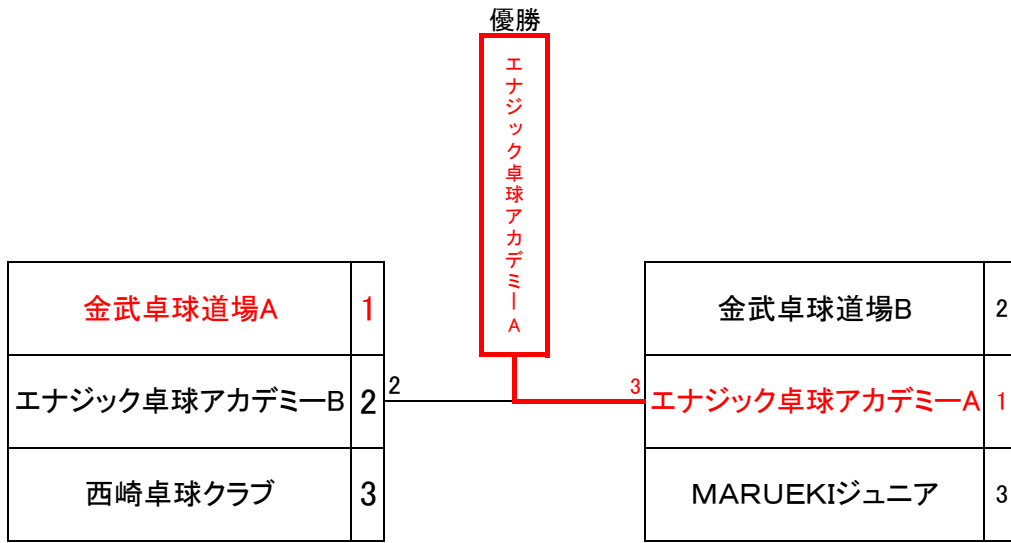 優勝
エナジック卓球アカデミーA
金武卓球道場A 1
エナジック卓球アカデミーB 2
西崎卓球クラブ 3
2
3
金武卓球道場B 2
エナジック卓球アカデミーA 1
MARUEKIジュニア 3